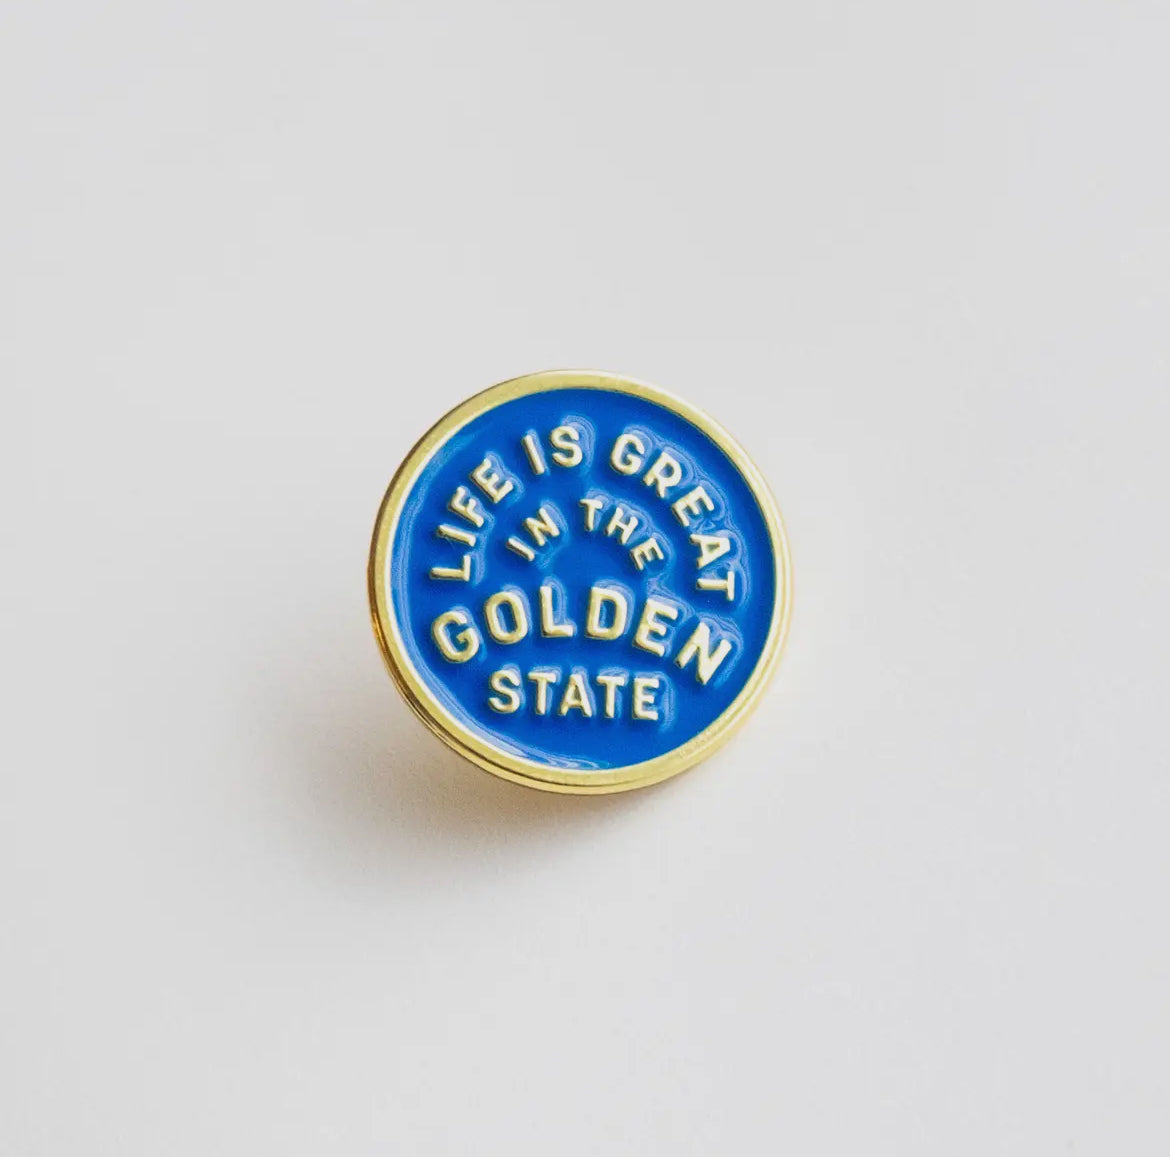 LIFE IS GREAT
IN THE
GOLDEN
STATE